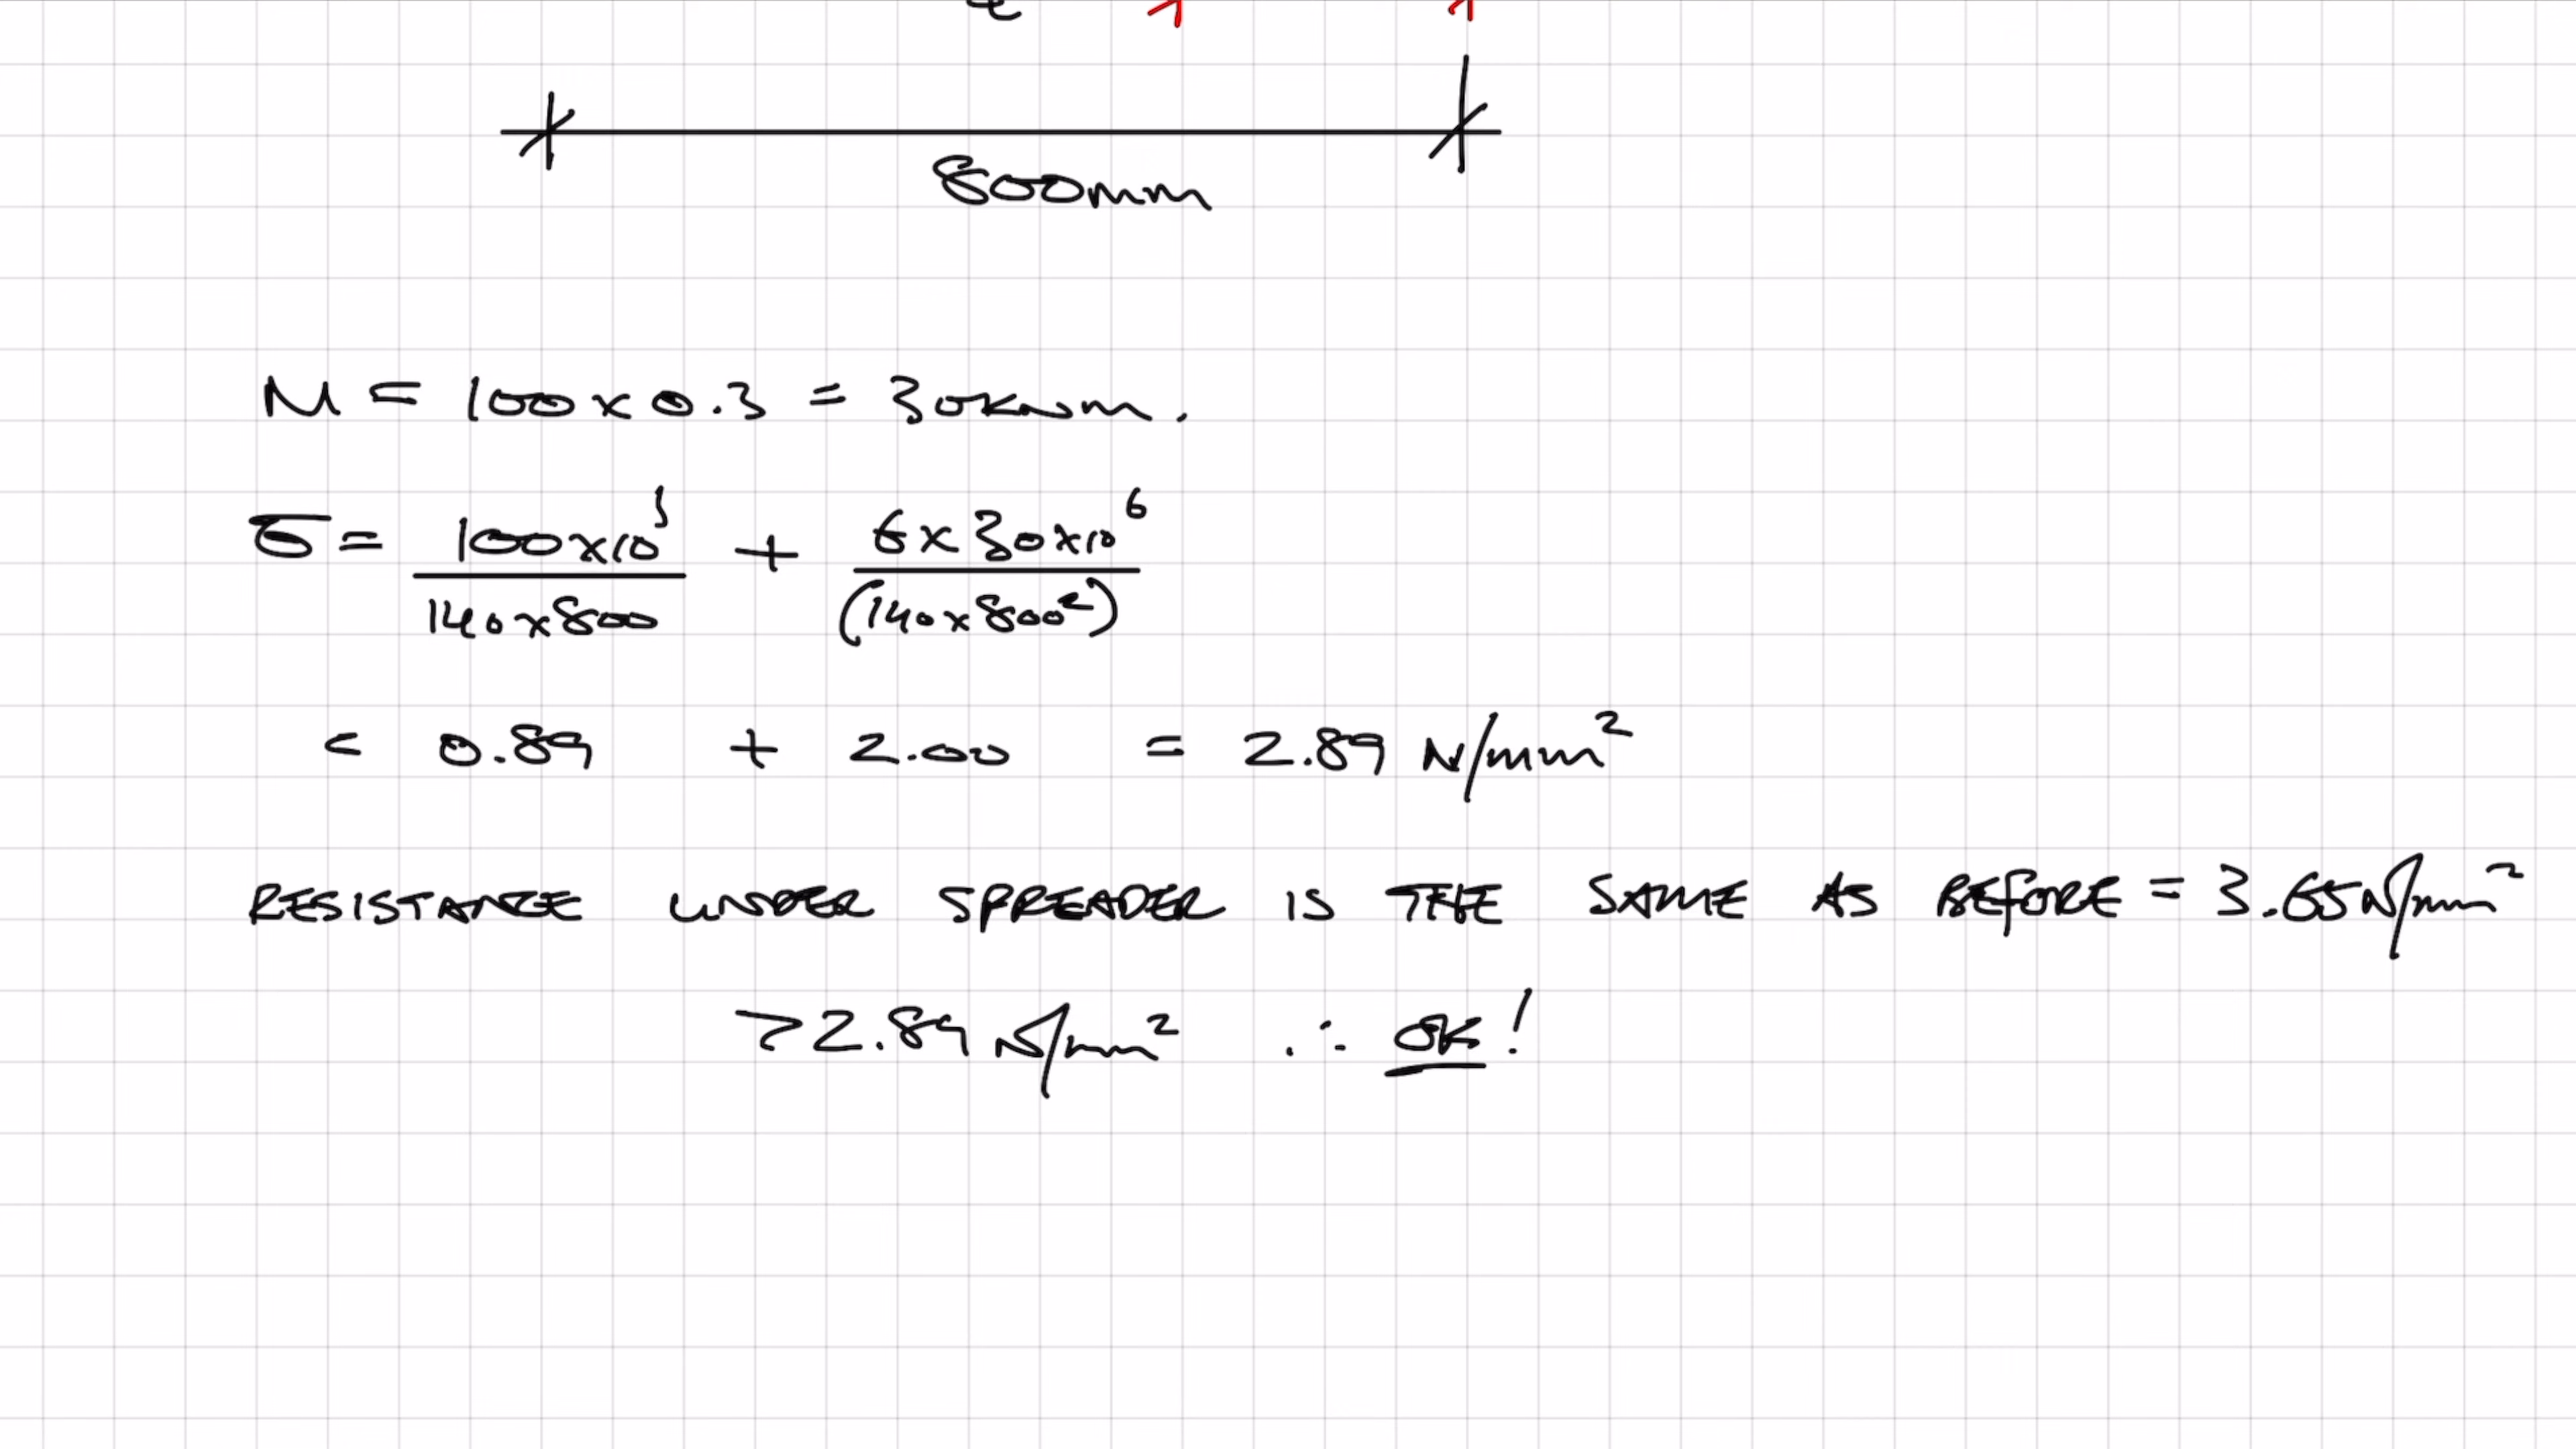 800mm
M = 100 x 0.3 = 30kNm.
σ = 100x10³ / 140x800 + 6x30x10⁶ / (140x800²)
= 0.89 + 2.00 = 2.89 N/mm²
RESISTANCE UNDER SPREADER IS THE SAME AS BEFORE = 3.65N/mm²
>2.89 N/mm² ∴ OK!